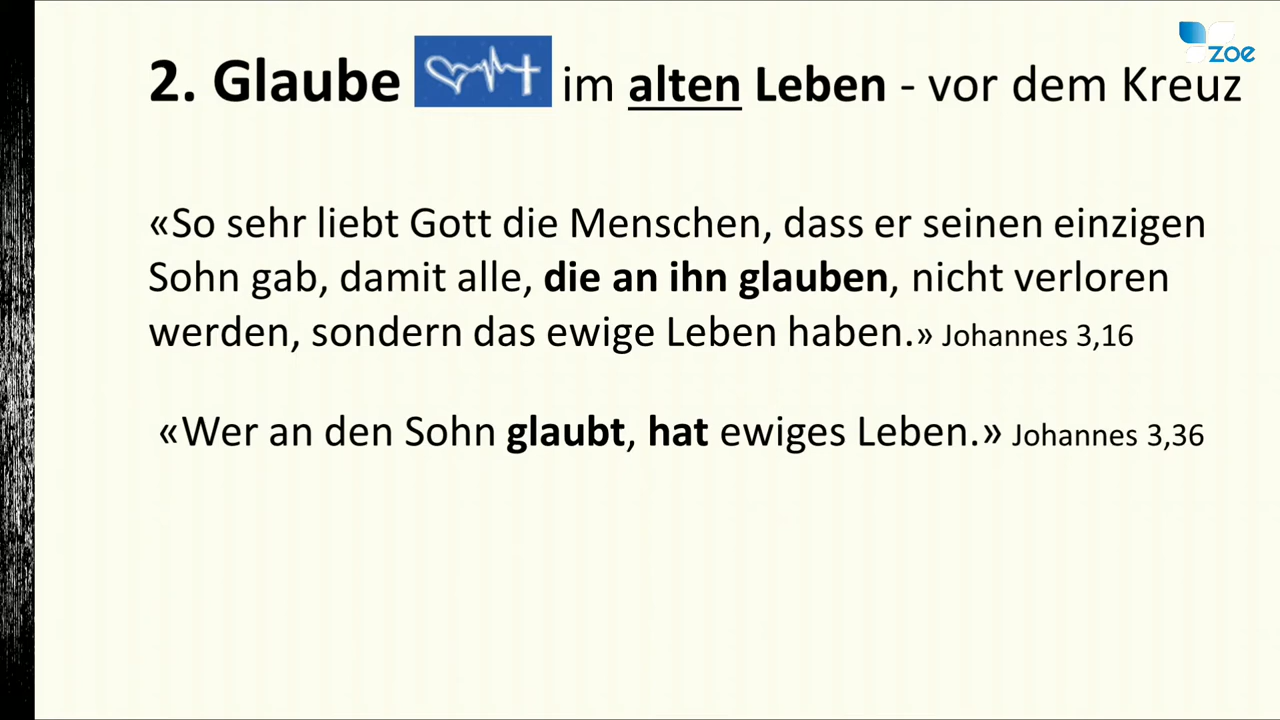 zoe
2. Glaube im alten Leben - vor dem Kreuz
«So sehr liebt Gott die Menschen, dass er seinen einzigen
Sohn gab, damit alle, die an ihn glauben, nicht verloren
werden, sondern das ewige Leben haben.» Johannes 3,16
«Wer an den Sohn glaubt, hat ewiges Leben.» Johannes 3,36